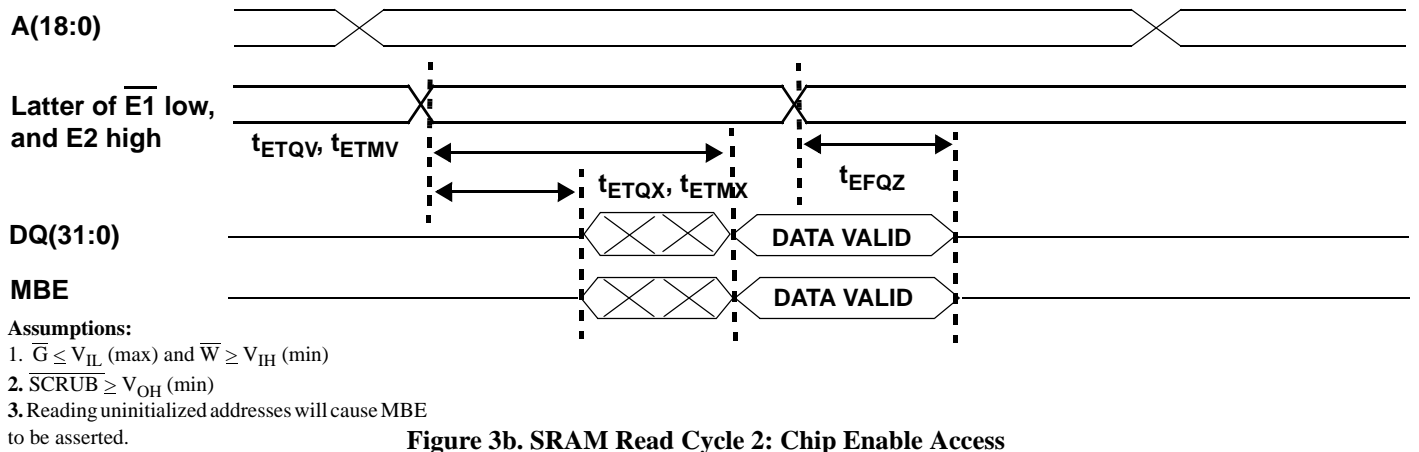 A(18:0)
Latter of E1 low,
and E2 high
tETQV, tETMV
tETQX, tETMX
tEFQZ
DQ(31:0)
DATA VALID
MBE
DATA VALID
Assumptions:
1. G ≤ VIL (max) and W ≥ VIH (min)
2. SCRUB ≥ VOH (min)
3. Reading uninitialized addresses will cause MBE
to be asserted.
Figure 3b. SRAM Read Cycle 2: Chip Enable Access